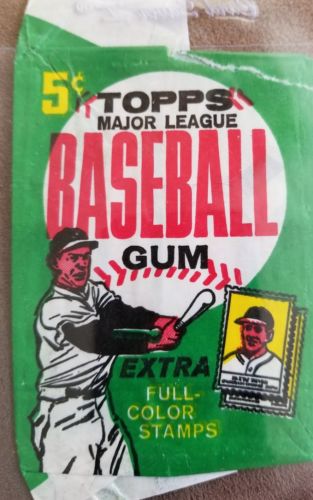 5¢ TOPPS
MAJOR LEAGUE
BASEBALL
GUM
EXTRA
FULL-
COLOR
STAMPS